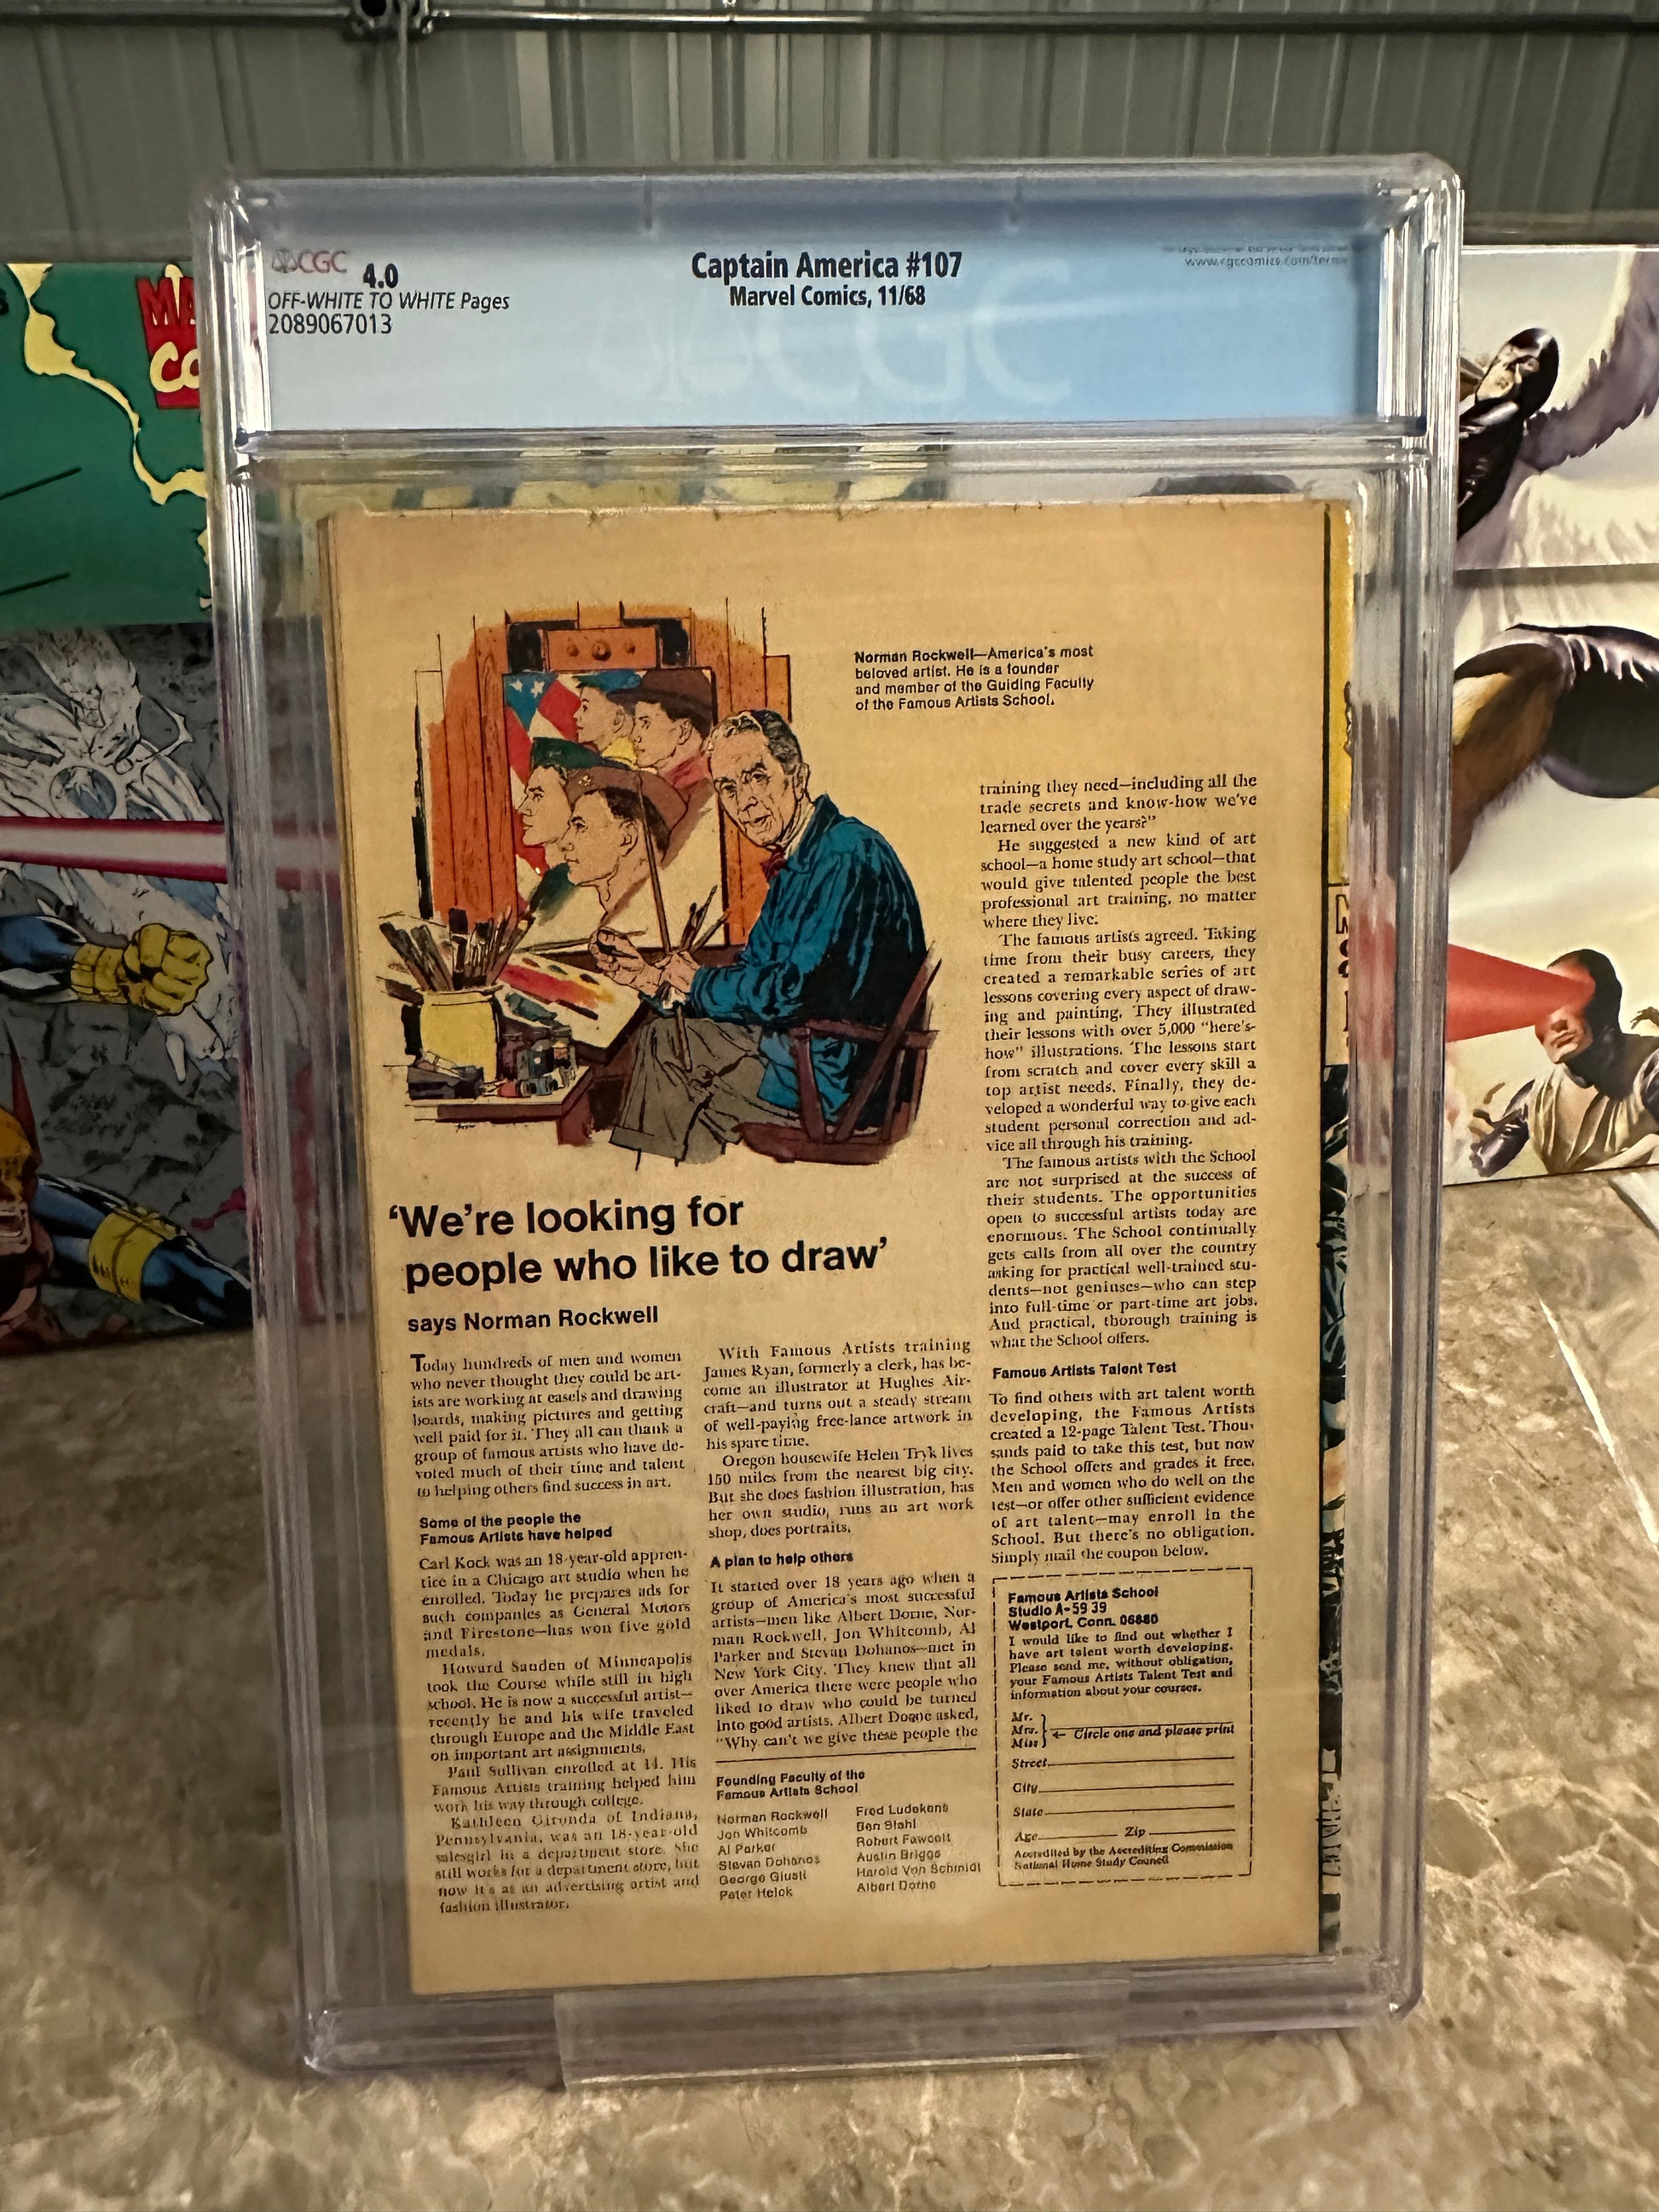 CGC
4.0
OFF-WHITE TO WHITE Pages
2089067013
Captain America #107
Marvel Comics, 11/68
www.cgccomics.com/terms
CGC
MA
CO
Norman Rockwell—America's most
beloved artist. He is a founder
and member of the Guiding Faculty
of the Famous Artists School.
'We're looking for
people who like to draw'
says Norman Rockwell
Today hundreds of men and women
who never thought they could be art-
ists are working at easels and drawing
boards, making pictures and getting
well paid for it. They all can thank a
group of famous artists who have de-
voted much of their time and talent
to helping others find success in art.
Some of the people the
Famous Artists have helped
Carl Kock was an 18-year-old appren-
tice in a Chicago art studio when he
enrolled. Today he prepares ads for
such companies as General Motors
and Firestone—has won five gold
medals.
Howard Sanden of Minneapolis
took the Course while still in high
school. He is now a successful artist—
recently he and his wife traveled
through Europe and the Middle East
on important art assignments.
Paul Sullivan enrolled at 14. His
Famous Artists training helped him
work his way through college.
Kathleen Gironda of Indiana,
Pennsylvania, was an 18-year-old
salesgirl in a department store. She
still works for a department store, but
now it's as an advertising artist and
fashion illustrator.
With Famous Artists training
James Ryan, formerly a clerk, has be-
come an illustrator at Hughes Air-
craft—and turns out a steady stream
of well-paying free-lance artwork in
his spare time.
Oregon housewife Helen Tryk lives
150 miles from the nearest big city.
But she does fashion illustration, has
her own studio, runs an art work
shop, does portraits.
A plan to help others
It started over 18 years ago when a
group of America's most successful
artists—men like Albert Dorne, Nor-
man Rockwell, Jon Whitcomb, Al
Parker and Stevan Dohanos—met in
New York City. They knew that all
over America there were people who
liked to draw who could be turned
into good artists. Albert Dorne asked,
"Why can't we give these people the
Founding Faculty of the
Famous Artists School
Norman Rockwell
Jon Whitcomb
Al Parker
Stevan Dohanos
George Giusti
Peter Helck
Fred Ludekens
Ben Stahl
Robert Fawcett
Austin Briggs
Harold Von Schmidt
Albert Dorne
training they need—including all the
trade secrets and know-how we've
learned over the years?"
He suggested a new kind of art
school—a home study art school—that
would give talented people the best
professional art training, no matter
where they live.
The famous artists agreed. Taking
time from their busy careers, they
created a remarkable series of art
lessons covering every aspect of draw-
ing and painting. They illustrated
their lessons with over 5,000 "here's-
how" illustrations. The lessons start
from scratch and cover every skill a
top artist needs. Finally, they de-
veloped a wonderful way to give each
student personal correction and ad-
vice all through his training.
The famous artists with the School
are not surprised at the success of
their students. The opportunities
open to successful artists today are
enormous. The School continually
gets calls from all over the country
asking for practical well-trained stu-
dents—not geniuses—who can step
into full-time or part-time art jobs.
And practical, thorough training is
what the School offers.
Famous Artists Talent Test
To find others with art talent worth
developing, the Famous Artists
created a 12-page Talent Test. Thou-
sands paid to take this test, but now
the School offers and grades it free.
Men and women who do well on the
test—or offer other sufficient evidence
of art talent—may enroll in the
School. But there's no obligation.
Simply mail the coupon below.
Famous Artists School
Studio A-59 39
Westport, Conn. 06880
I would like to find out whether I
have art talent worth developing.
Please send me, without obligation,
your Famous Artists Talent Test and
information about your courses.
Mr.
Mrs. ← Circle one and please print
Miss
Street
City
State
Age Zip
Accredited by the Accrediting Commission
National Home Study Council